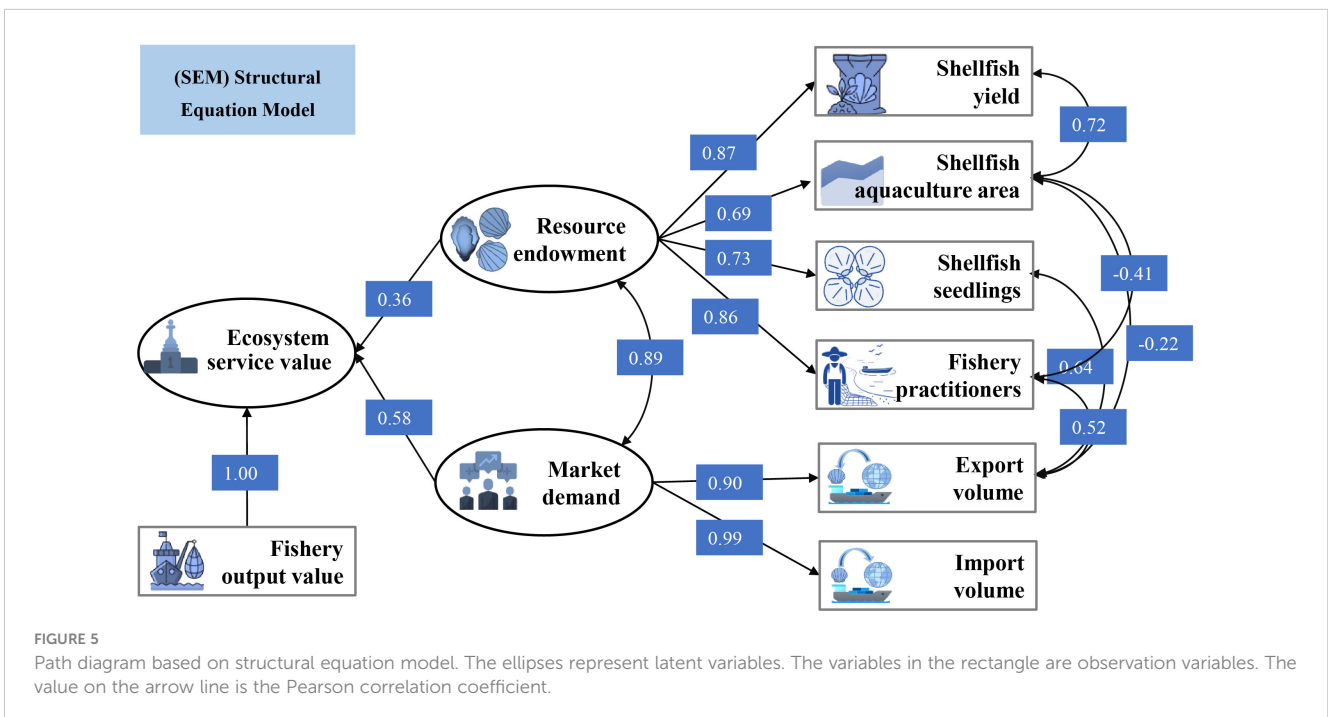 (SEM) Structural
Equation Model
Shellfish
yield
0.72
0.87
Shellfish
aquaculture area
0.69
Resource
endowment
0.73
Shellfish
seedlings
-0.41
0.36
0.86
-0.22
Ecosystem
service value
1
0.89
Fishery
practitioners
0.64
0.58
0.52
1.00
Market
demand
0.90
Export
volume
0.99
Fishery
output value
Import
volume
FIGURE 5
Path diagram based on structural equation model. The ellipses represent latent variables. The variables in the rectangle are observation variables. The
value on the arrow line is the Pearson correlation coefficient.